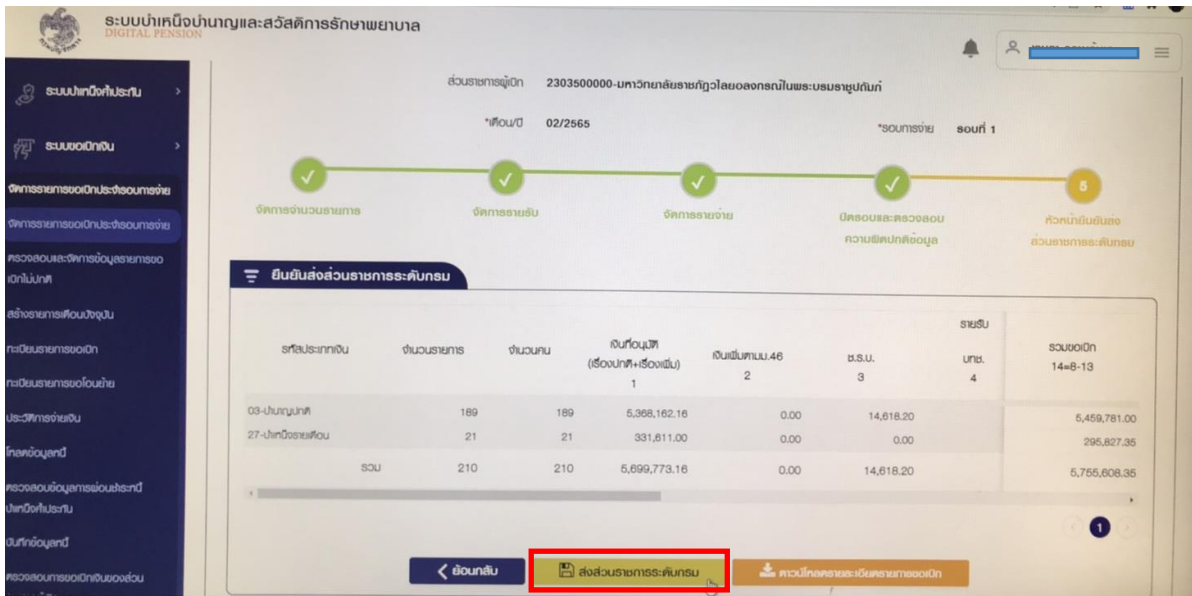 ระบบบำเหน็จบำนาญและสวัสดิการรักษาพยาบาล
DIGITAL PENSION
ส่วนราชการผู้เบิก 2303500000-มหาวิทยาลัยราชภัฏวไลยอลงกรณ์ในพระบรมราชูปถัมภ์
*เดือน/ปี 02/2565 *รอบการจ่าย รอบที่ 1
ระบบบำเหน็จค้ำประกัน
ระบบขอเบิกเงิน
จัดการรายการขอเบิกประจำรอบการจ่าย
จัดการรายการขอเบิกประจำรอบการจ่าย
ตรวจสอบและจัดการข้อมูลรายการขอ
เบิกไม่ปกติ
สร้างรายการเดือนปัจจุบัน
ทะเบียนรายการขอเบิก
ทะเบียนรายการขอโอนย้าย
ประวัติการจ่ายเงิน
โหลดข้อมูลหนี้
ตรวจสอบข้อมูลการผ่อนชำระหนี้
บำเหน็จค้ำประกัน
บันทึกข้อมูลหนี้
ตรวจสอบการขอเบิกเงินของส่วน
5
จัดการจำนวนรายการ จัดการรายรับ จัดการรายจ่าย ปิดรอบและตรวจสอบ หัวหน้ายืนยันส่ง
ความผิดปกติข้อมูล ส่วนราชการระดับกรม
ยืนยันส่งส่วนราชการระดับกรม
รายรับ
รหัสประเภทเงิน จำนวนรายการ จำนวนคน เงินที่อนุมัติ เงินเพิ่มตามม.46 ช.ร.บ. บทช. รวมขอเบิก
(เรื่องปกติ+เรื่องเพิ่ม) 2 3 4 14=8-13
1
03-บำนาญปกติ 189 189 5,368,162.16 0.00 14,618.20 5,459,781.00
27-บำเหน็จรายเดือน 21 21 331,611.00 0.00 0.00 295,827.35
รวม 210 210 5,699,773.16 0.00 14,618.20 5,755,608.35
1
ย้อนกลับ ส่งส่วนราชการระดับกรม ดาวน์โหลดรายละเอียดรายการขอเบิก